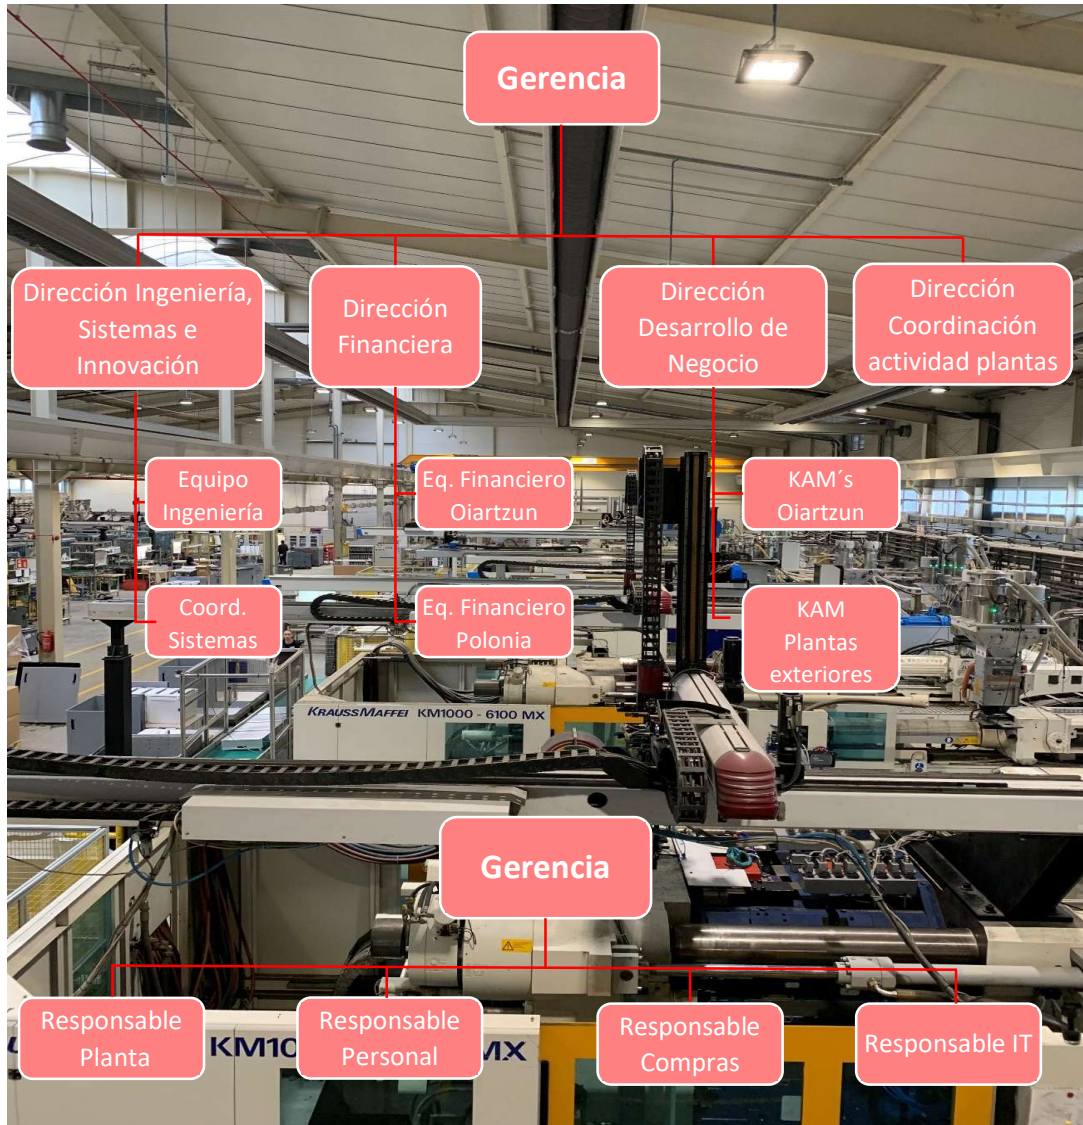 Gerencia
Dirección Ingeniería,
Sistemas e
Innovación
Dirección
Financiera
Dirección
Desarrollo de
Negocio
Dirección
Coordinación
actividad plantas
Equipo
Ingeniería
Eq. Financiero
Oiartzun
KAM´s
Oiartzun
Coord.
Sistemas
Eq. Financiero
Polonia
KAM
Plantas
exteriores
KRAUSSMAFFEI KM1000 - 6100 MX
Gerencia
Responsable
Planta
Responsable
Personal
Responsable
Compras
Responsable IT
KM10
MX